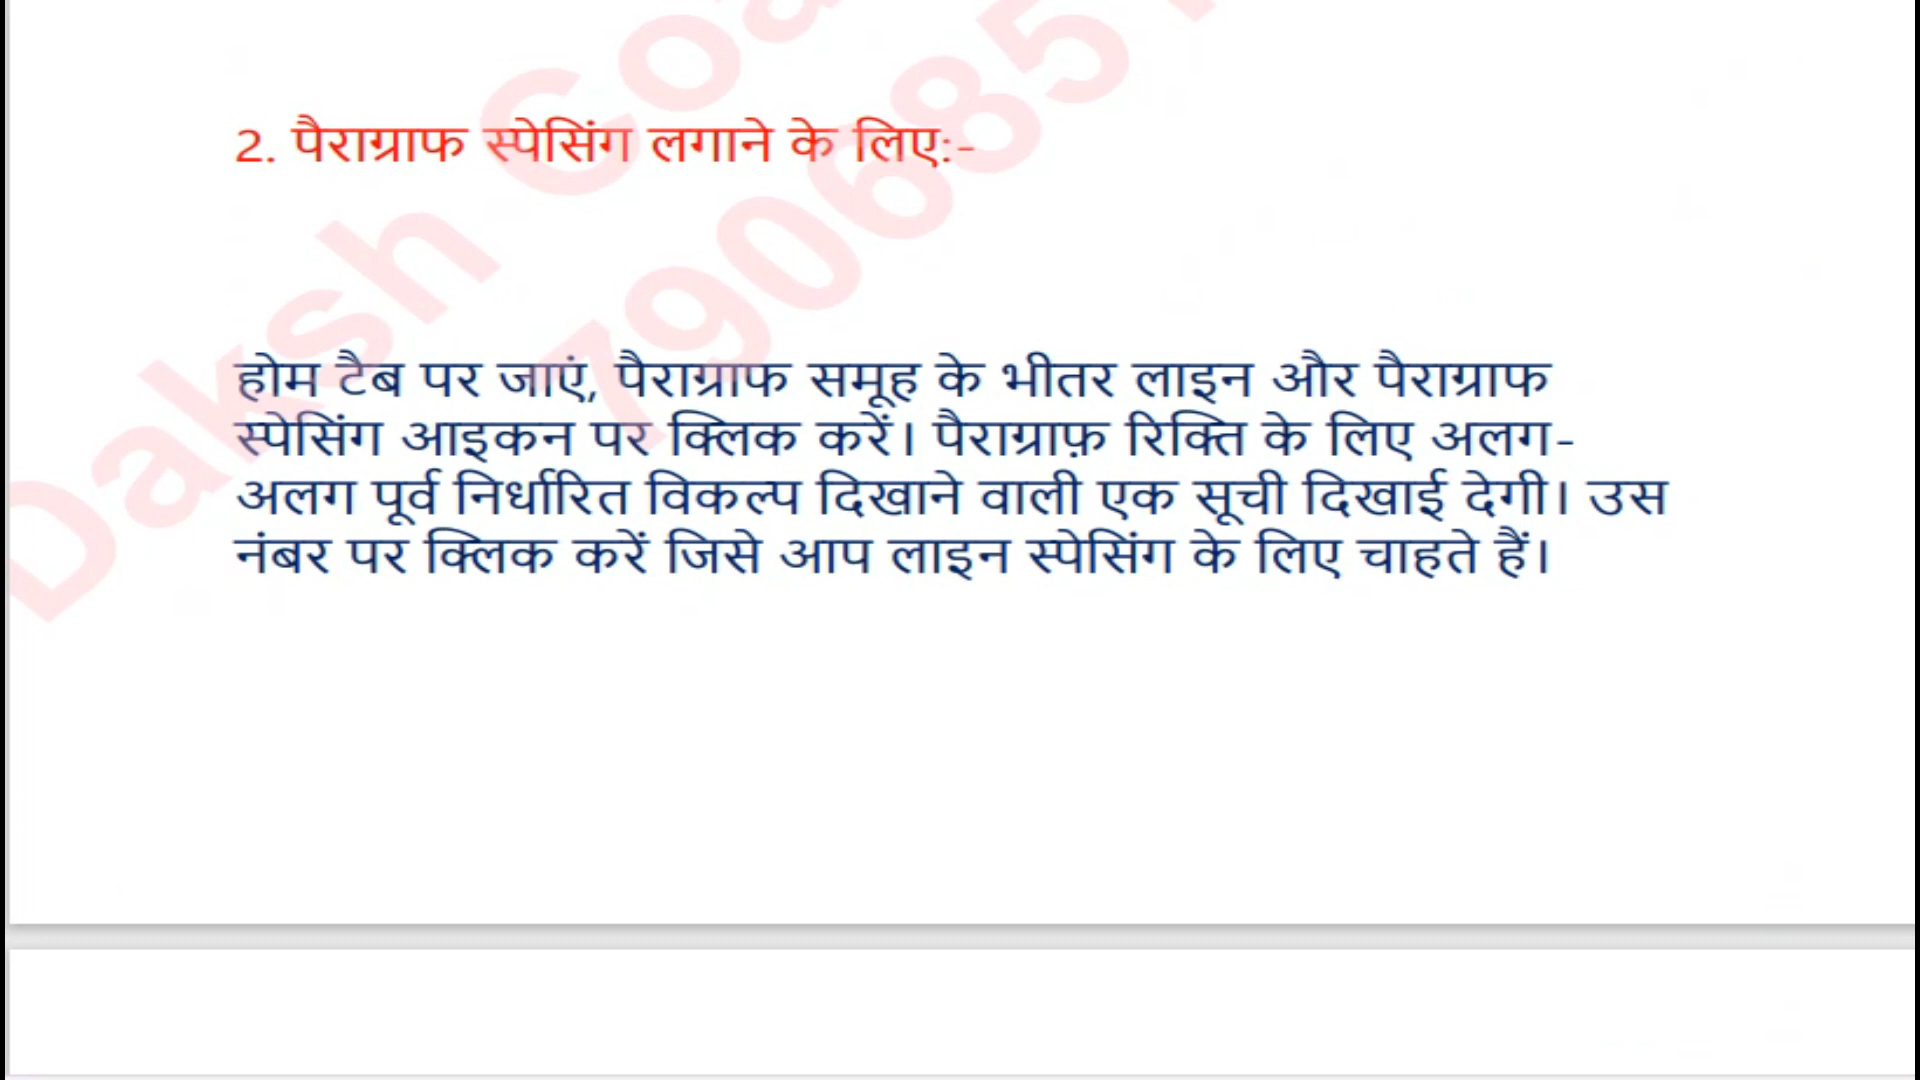 2. पैराग्राफ स्पेसिंग लगाने के लिए:-
होम टैब पर जाएं, पैराग्राफ समूह के भीतर लाइन और पैराग्राफ
स्पेसिंग आइकन पर क्लिक करें। पैराग्राफ़ रिक्ति के लिए अलग-
अलग पूर्व निर्धारित विकल्प दिखाने वाली एक सूची दिखाई देगी। उस
नंबर पर क्लिक करें जिसे आप लाइन स्पेसिंग के लिए चाहते हैं।
Daksh